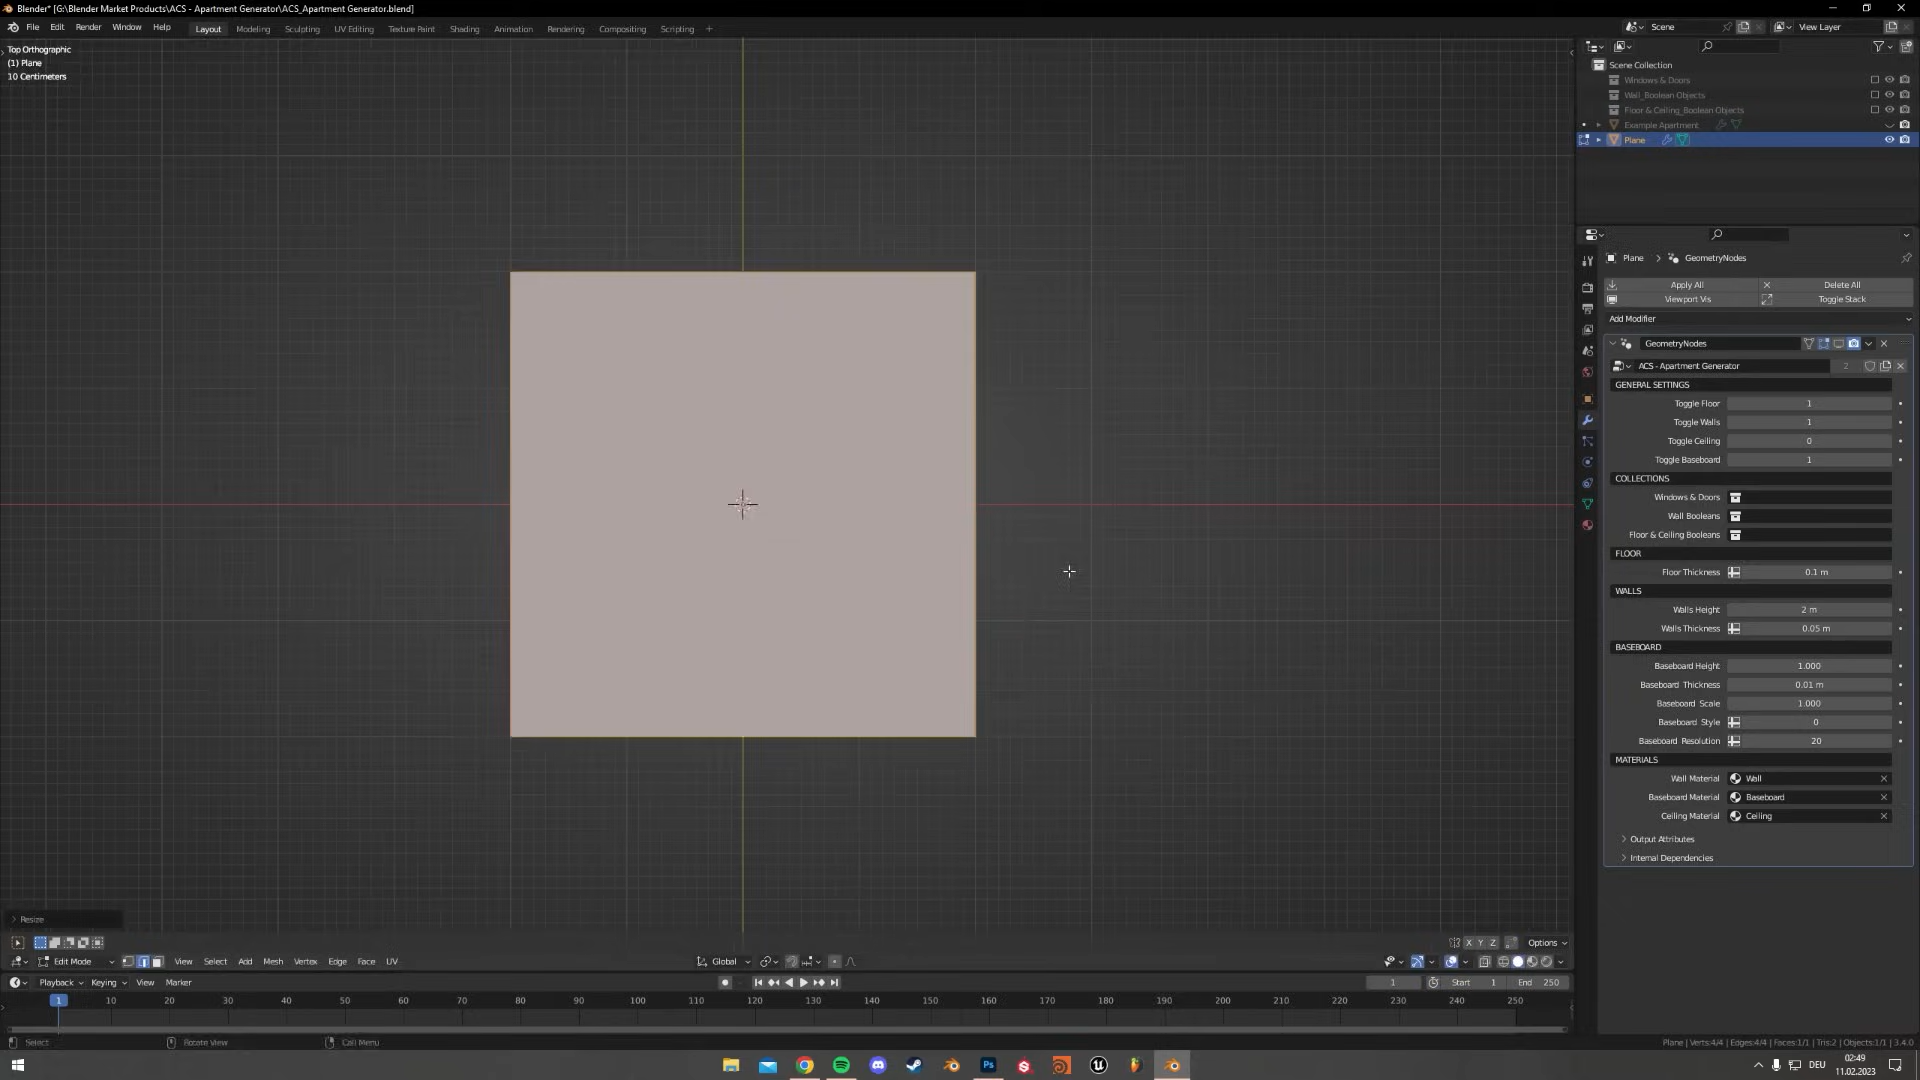 Blender* [G:\Blender Market Products\ACS - Apartment Generator\ACS_Apartment Generator.blend]
File Edit Render Window Help Layout Modeling Sculpting UV Editing Texture Paint Shading Animation Rendering Compositing Scripting + Scene View Layer
Top Orthographic
(1) Plane
10 Centimeters
Scene Collection
Windows & Doors
Wall_Boolean Objects
Floor & Ceiling_Boolean Objects
Example Apartment
Plane
Plane > GeometryNodes
Apply All Delete All
Viewport Vis Toggle Stack
Add Modifier
GeometryNodes
ACS - Apartment Generator 2
GENERAL SETTINGS
Toggle Floor 1
Toggle Walls 1
Toggle Ceiling 0
Toggle Baseboard 1
COLLECTIONS
Windows & Doors
Wall Booleans
Floor & Ceiling Booleans
FLOOR
Floor Thickness 0.1 m
WALLS
Walls Height 2 m
Walls Thickness 0.05 m
BASEBOARD
Baseboard Height 1.000
Baseboard Thickness 0.01 m
Baseboard Scale 1.000
Baseboard Style 0
Baseboard Resolution 20
MATERIALS
Wall Material Wall
Baseboard Material Baseboard
Ceiling Material Ceiling
Output Attributes
Internal Dependencies
Resize
X Y Z Options
Edit Mode View Select Add Mesh Vertex Edge Face UV Global
Playback Keying View Marker 1 Start 1 End 250
1 10 20 30 40 50 60 70 80 90 100 110 120 130 140 150 160 170 180 190 200 210 220 230 240 250
Select Rotate View Call Menu Plane | Verts:4/4 | Edges:4/4 | Faces:1/1 | Tris:2 | Objects:1/1 | 3.4.0
DEU 02:49
11.02.2023